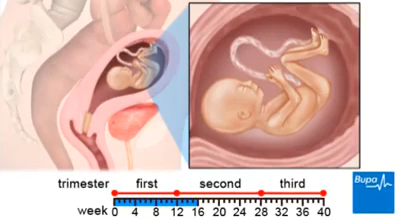 trimester first second third
week 0 4 8 12 16 20 24 28 32 36 40
Bupa